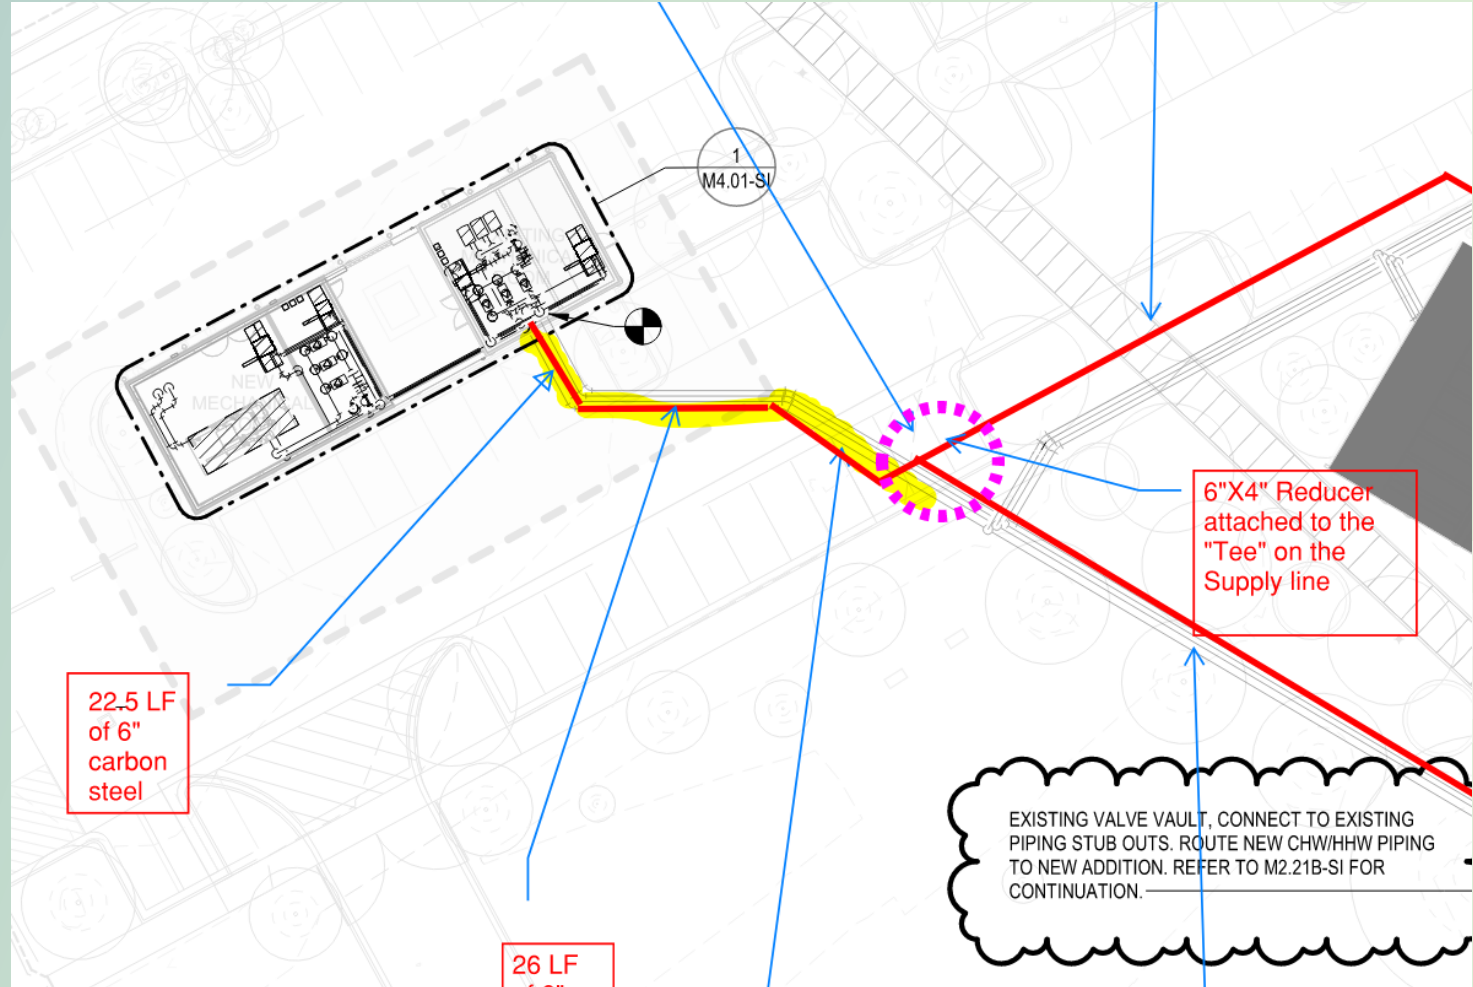 1
M4.01-SI
NEW
MECHANICAL
6"X4" Reducer
attached to the
"Tee" on the
Supply line
22.5 LF
of 6"
carbon
steel
EXISTING VALVE VAULT, CONNECT TO EXISTING
PIPING STUB OUTS. ROUTE NEW CHW/HHW PIPING
TO NEW ADDITION. REFER TO M2.21B-SI FOR
CONTINUATION.
26 LF